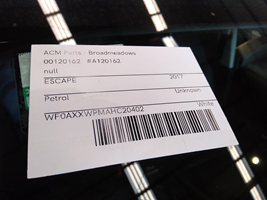 ACM Parts - Broadmeadows
00120162 #A120162
null
ESCAPE 2017
Petrol Unknown
WF0AXXWPMAHC20402 White